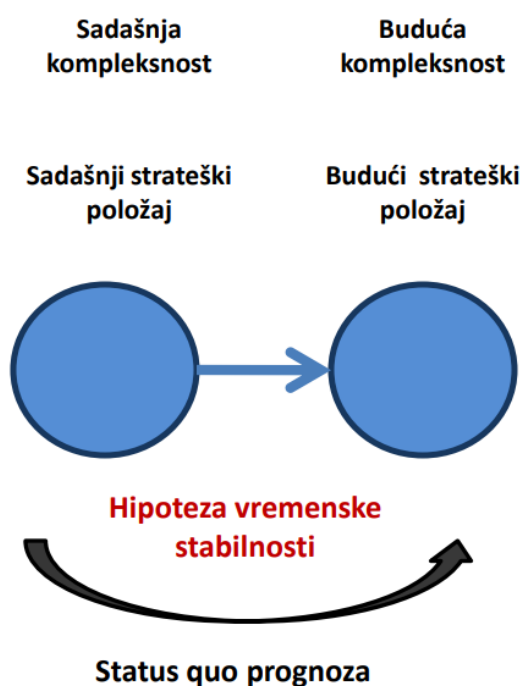 Sadašnja
kompleksnost
Buduća
kompleksnost
Sadašnji strateški
položaj
Budući strateški
položaj
Hipoteza vremenske
stabilnosti
Status quo prognoza